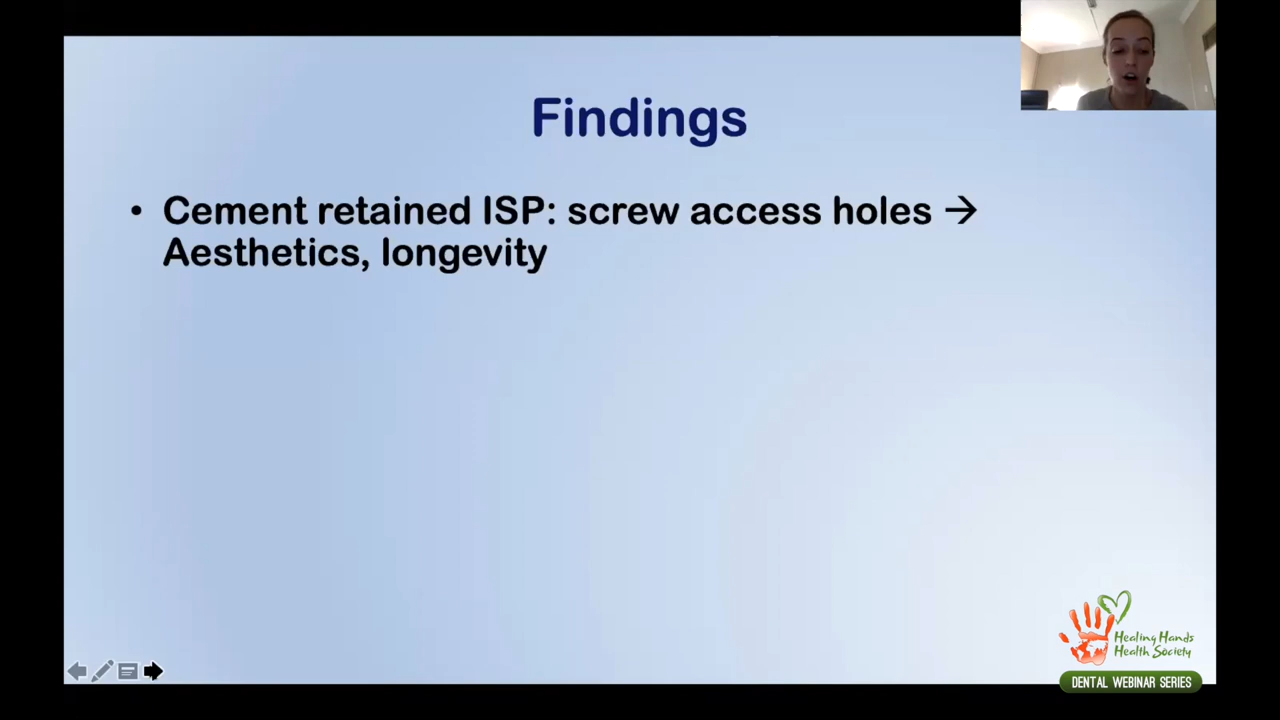 Findings
• Cement retained ISP: screw access holes →
Aesthetics, longevity
Healing Hands
Health Society
DENTAL WEBINAR SERIES